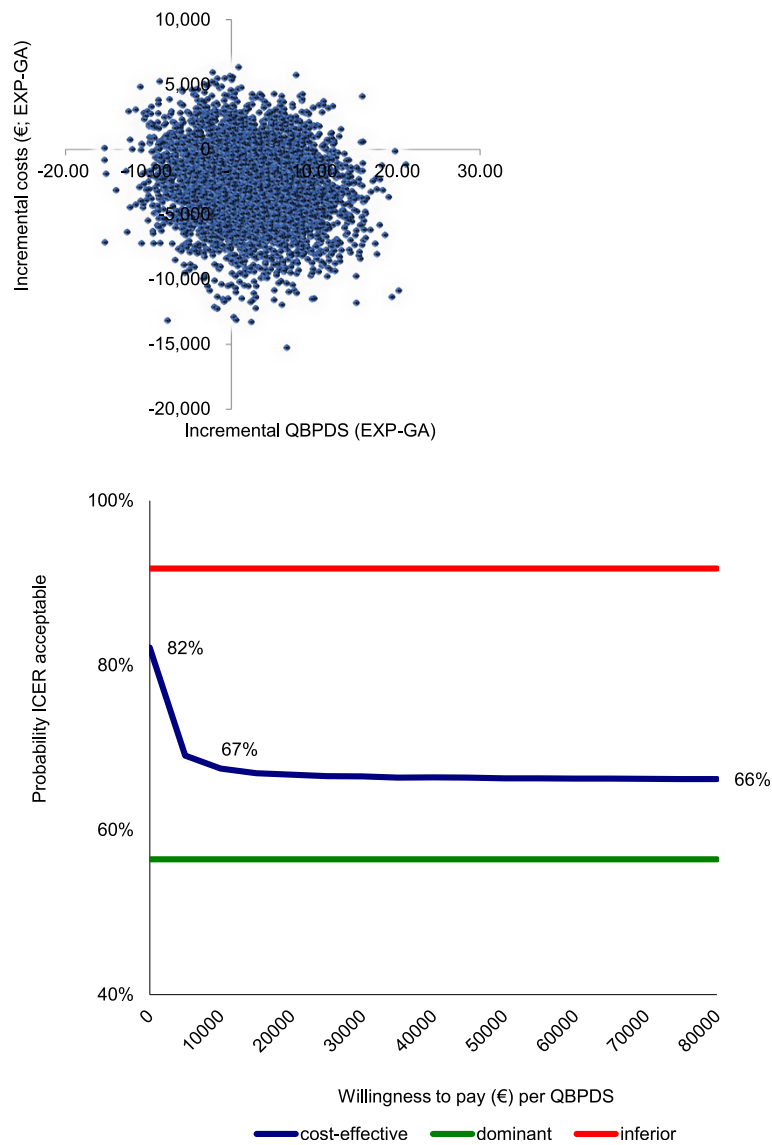 10,000
5,000
0
-20.00 -10.00 - 10.00 20.00 30.00
-5,000
-10,000
-15,000
-20,000
Incremental costs (€; EXP-GA)
Incremental QBPDS (EXP-GA)
100%
80%
60%
40%
Probability ICER acceptable
82%
67%
66%
0 10000 20000 30000 40000 50000 60000 70000 80000
Willingness to pay (€) per QBPDS
cost-effective dominant inferior